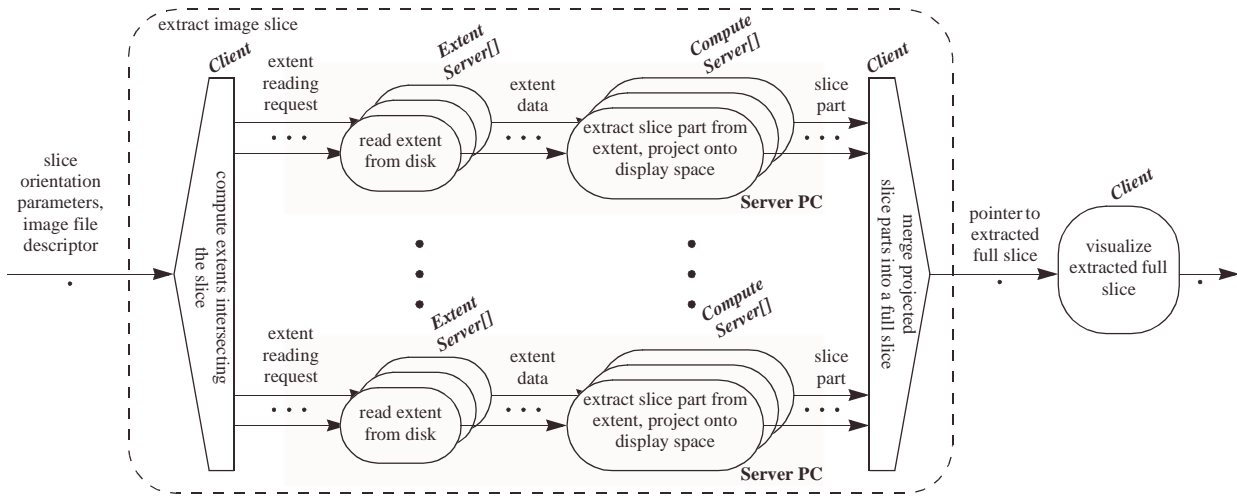 extract image slice
Client
Extent
Server[]
Compute
Server[]
Client
extent
reading
request
extent
data
slice
part
read extent
from disk
extract slice part from
extent, project onto
display space
Server PC
slice
orientation
parameters,
image file
descriptor
compute extents intersecting
the slice
merge projected
slice parts into a full slice
pointer to
extracted
full slice
Client
visualize
extracted full
slice
Extent
Server[]
Compute
Server[]
extent
reading
request
extent
data
slice
part
read extent
from disk
extract slice part from
extent, project onto
display space
Server PC